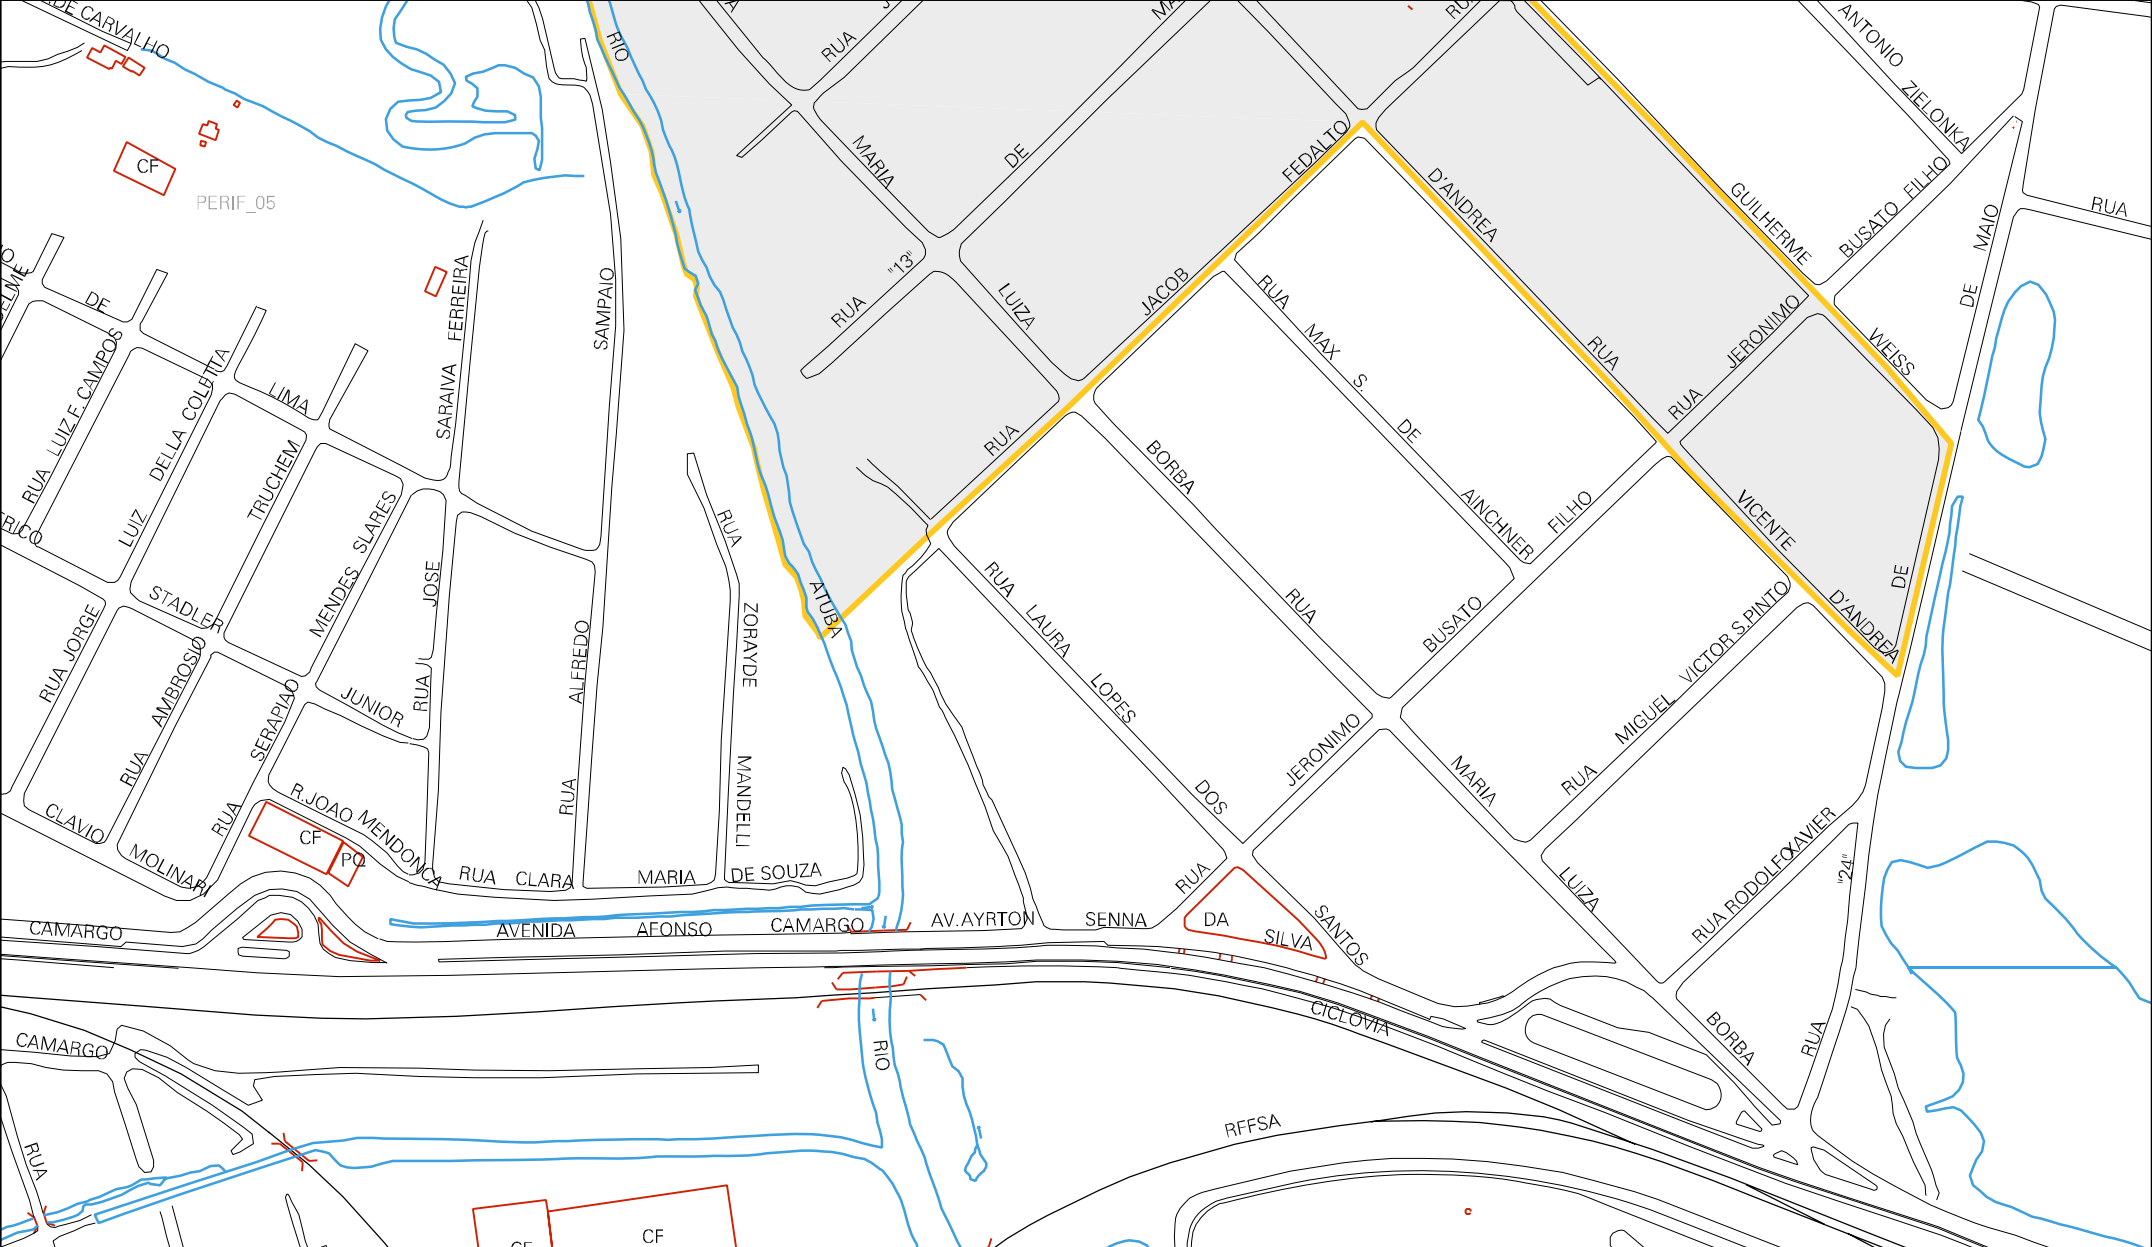 DE CARVALHO
CF
PERIF_05
RIO
RUA
MARIA
DE
FEDALTO
D'ANDREA
ANTONIO ZIELONKA
GUILHERME
BUSATO FILHO
MAIO
DE
RUA
"13"
RUA
LUIZA
JACOB
RUA
RUA
MAX
S.
DE
AINCHNER
RUA
JERONIMO
RUA
WEISS
DE
LIMA
SAMPAIO
SARAIVA FERREIRA
RUA LUIZ F. CAMPOS
LUIZ DELLA COLETTA
TRUCHEM
MENDES SLARES
JOSE
RUA J
STADLER
RUA JORGE
RUA AMBROSIO
RUA SERAPIAO
JUNIOR
RUA ALFREDO
RUA
ZORAYDE
MANDELLI
ATUBA
BORBA
RUA
MARIA
LUIZA
BORBA
FILHO
BUSATO
JERONIMO
RUA
RUA LAURA
LOPES
DOS
SANTOS
VICENTE
D'ANDREA
DE
RUA MIGUEL VICTOR S.PINTO
RUA RODOLFO XAVIER
"24"
RUA
CLAVIO
MOLINARI
R.JOAO
MENDONCA
CF
PQ
RUA CLARA MARIA DE SOUZA
CAMARGO
AVENIDA AFONSO CAMARGO
AV.AYRTON SENNA DA SILVA
CICLOVIA
CAMARGO
RIO
RFFSA
RUA
CF
CF